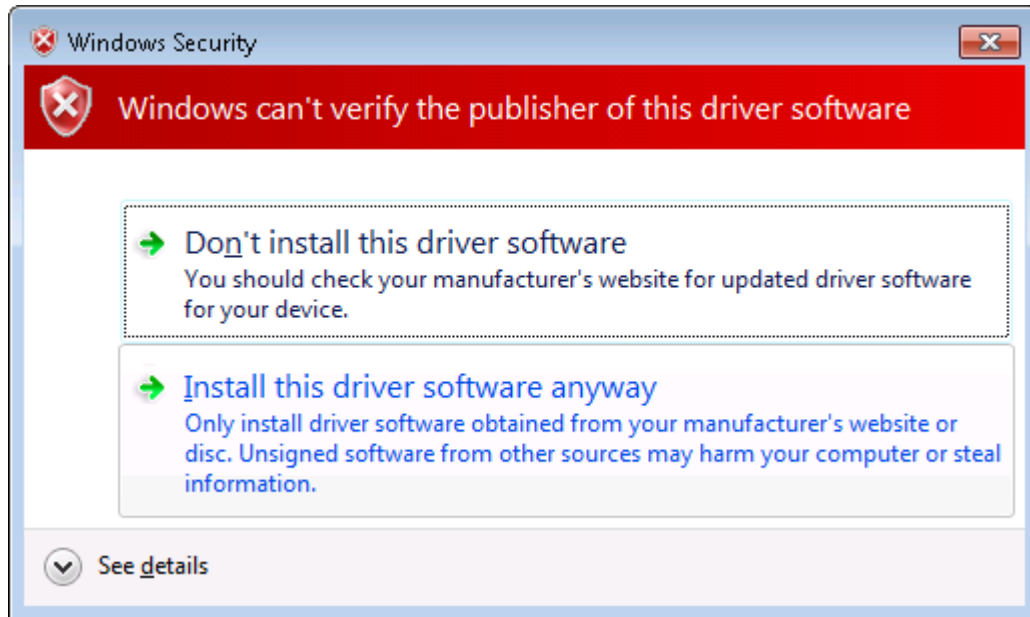 Windows Security
Windows can't verify the publisher of this driver software
Don't install this driver software
You should check your manufacturer's website for updated driver software
for your device.
Install this driver software anyway
Only install driver software obtained from your manufacturer's website or
disc. Unsigned software from other sources may harm your computer or steal
information.
See details